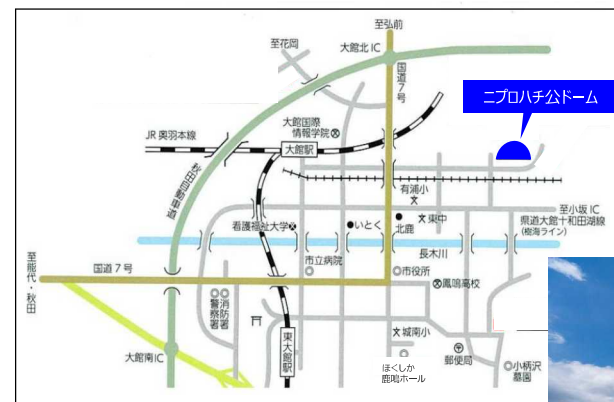 至弘前
至花岡
大館北IC
国道7号
ニプロハチ公ドーム
JR奥羽本線
大館国際
情報学院
大館駅
秋田自動車道
有浦小
至小坂IC
看護福祉大学
いとく
北鹿
東中
県道大館十和田湖線
(樹海ライン)
長木川
市立病院
至能代・秋田
国道7号
市役所
鳳鳴高校
警察署
消防署
東大館駅
城南小
大館南IC
郵便局
ほくしか
鹿鳴ホール
小柄沢
墓園